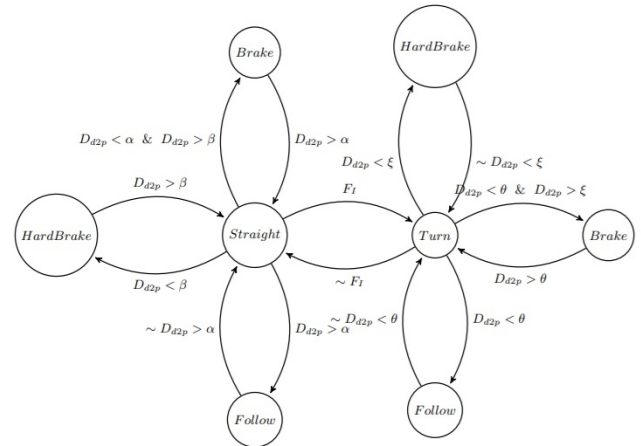 HardBrake
Brake
D_{d2p} < α & D_{d2p} > β
D_{d2p} > α
D_{d2p} < ξ
∼ D_{d2p} < ξ
D_{d2p} > β
F_I
D_{d2p} < θ & D_{d2p} > ξ
HardBrake
Straight
Turn
Brake
D_{d2p} < β
∼ F_I
D_{d2p} > θ
∼ D_{d2p} > α
D_{d2p} > α
∼ D_{d2p} < θ
D_{d2p} < θ
Follow
Follow